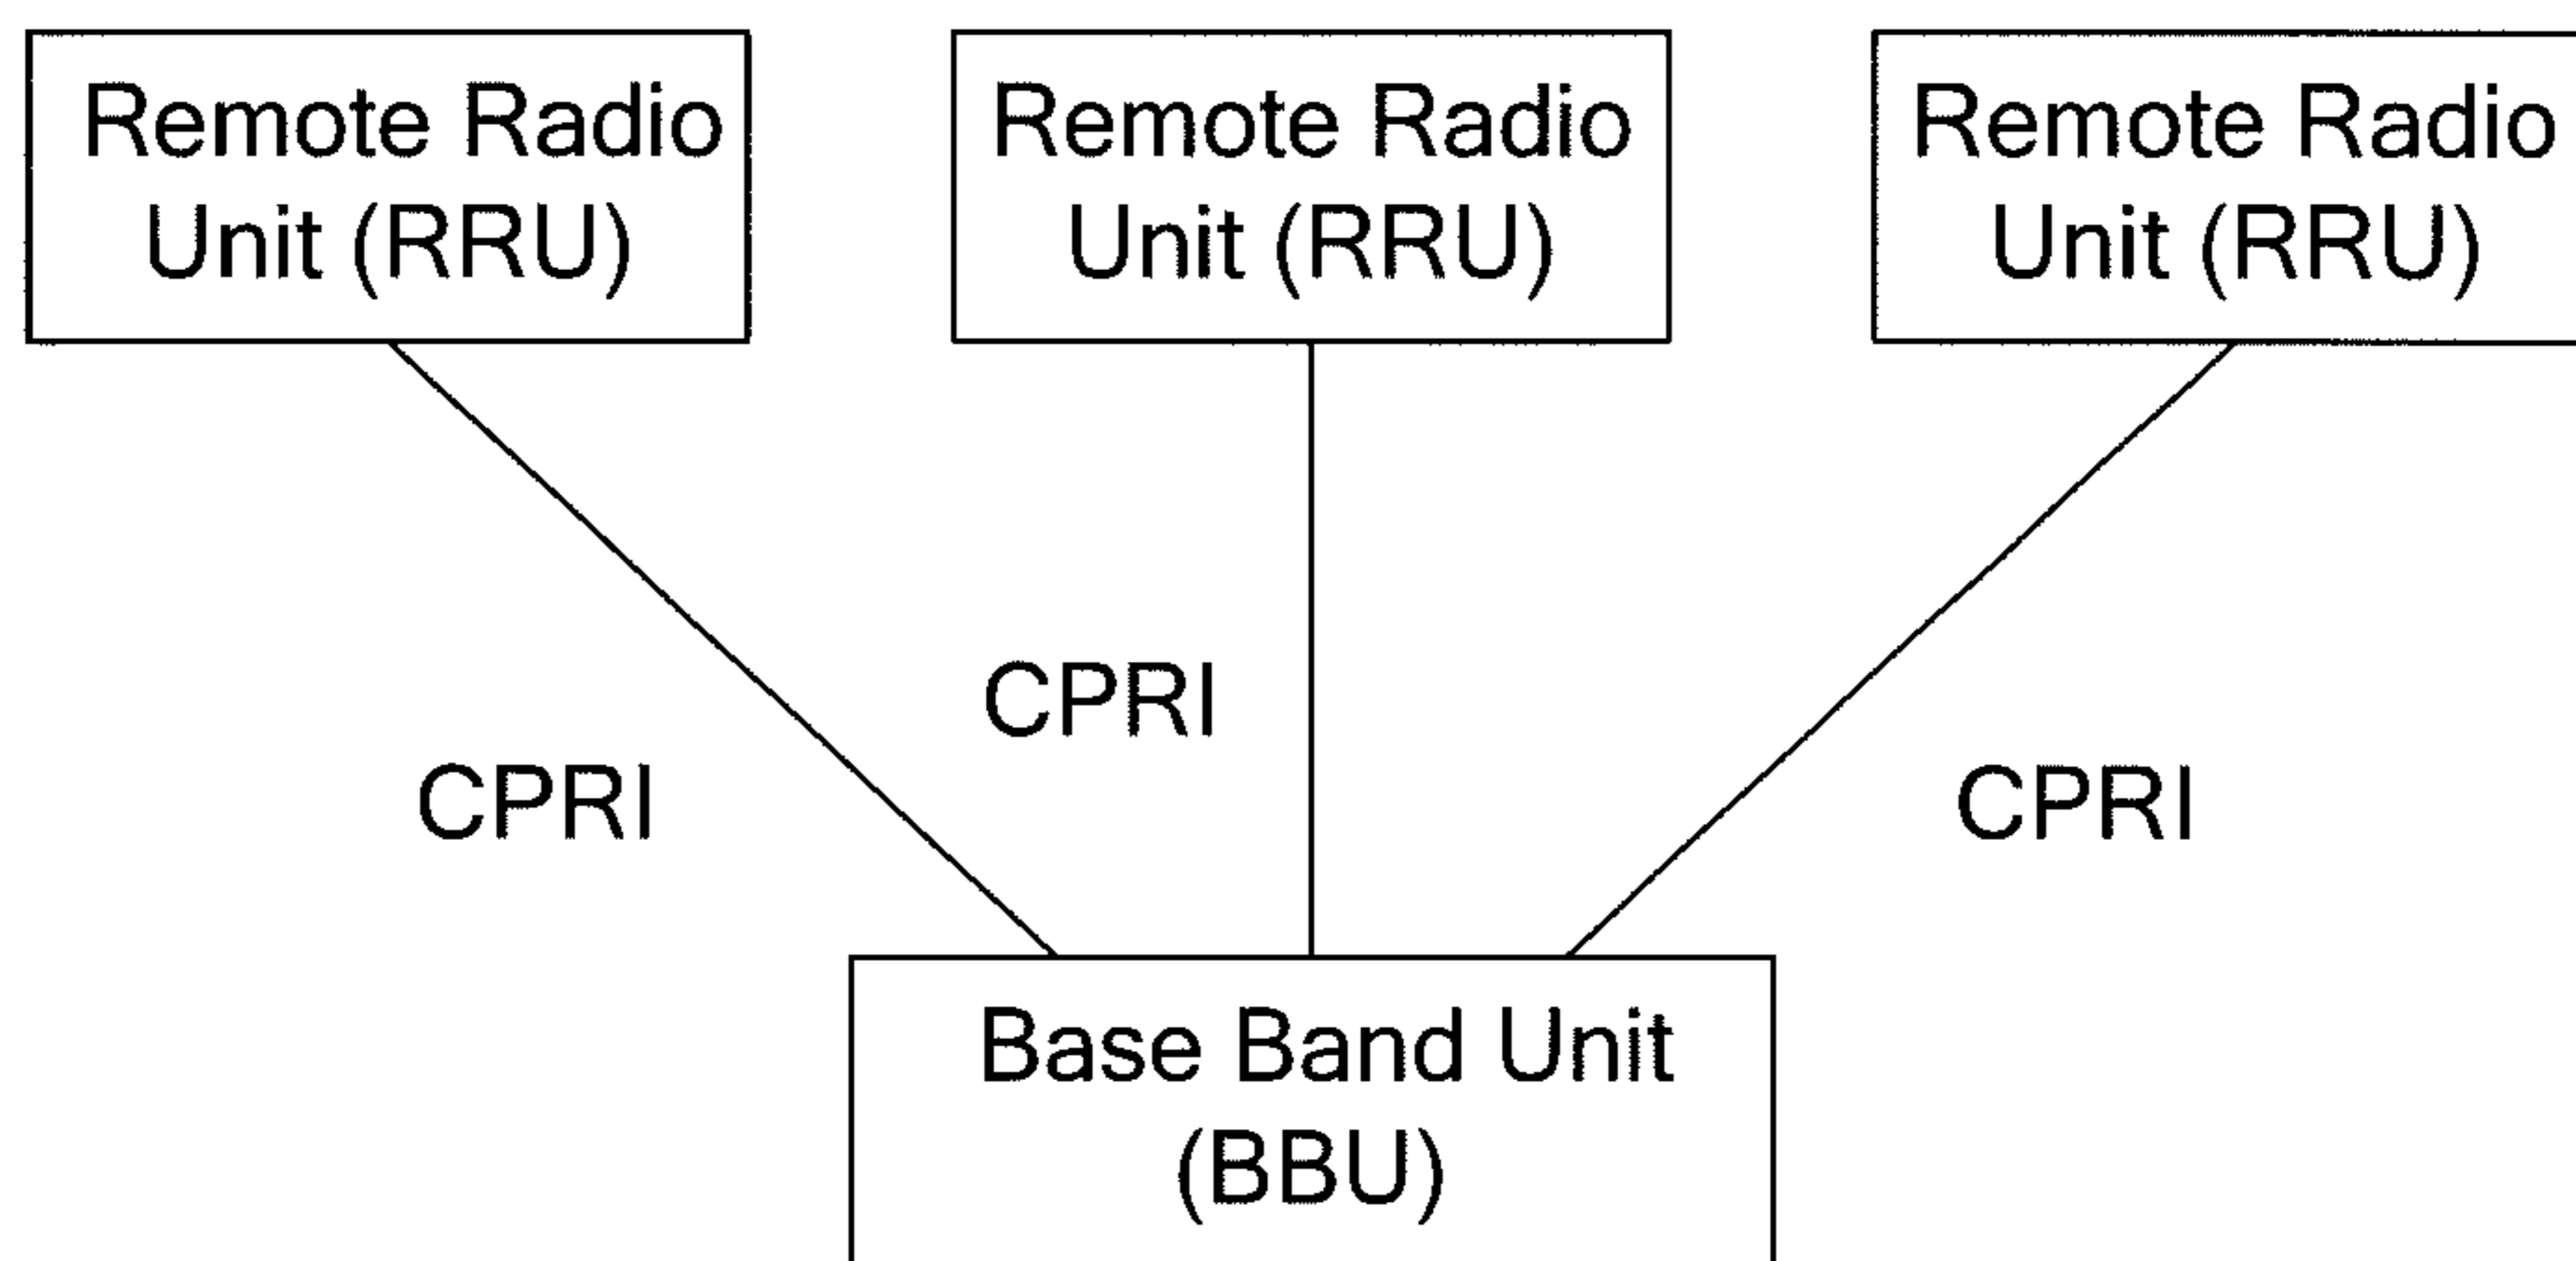 Remote Radio
Unit (RRU)
Remote Radio
Unit (RRU)
Remote Radio
Unit (RRU)
CPRI
CPRI
CPRI
Base Band Unit
(BBU)